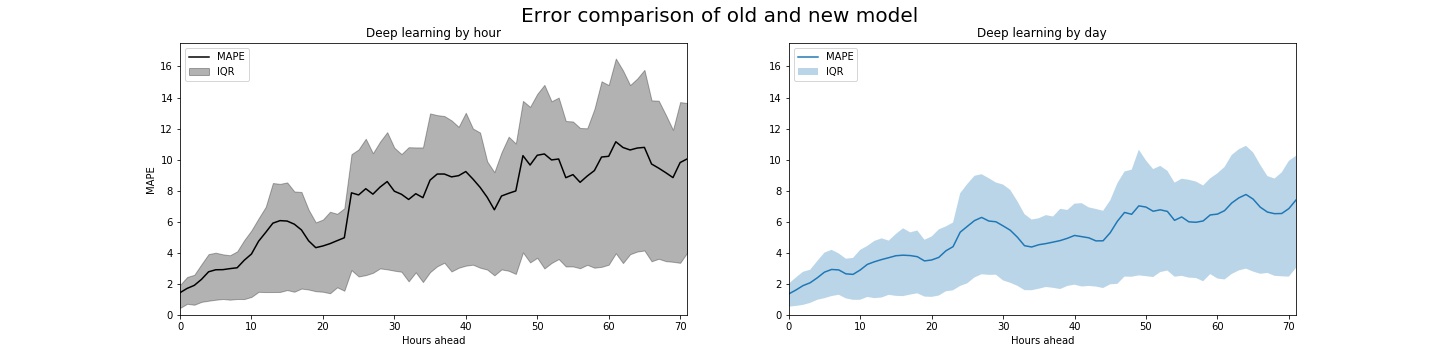 Error comparison of old and new model
Deep learning by hour
MAPE
IQR
MAPE
16
14
12
10
8
6
4
2
0
0 10 20 30 40 50 60 70
Hours ahead
Deep learning by day
MAPE
IQR
16
14
12
10
8
6
4
2
0
0 10 20 30 40 50 60 70
Hours ahead